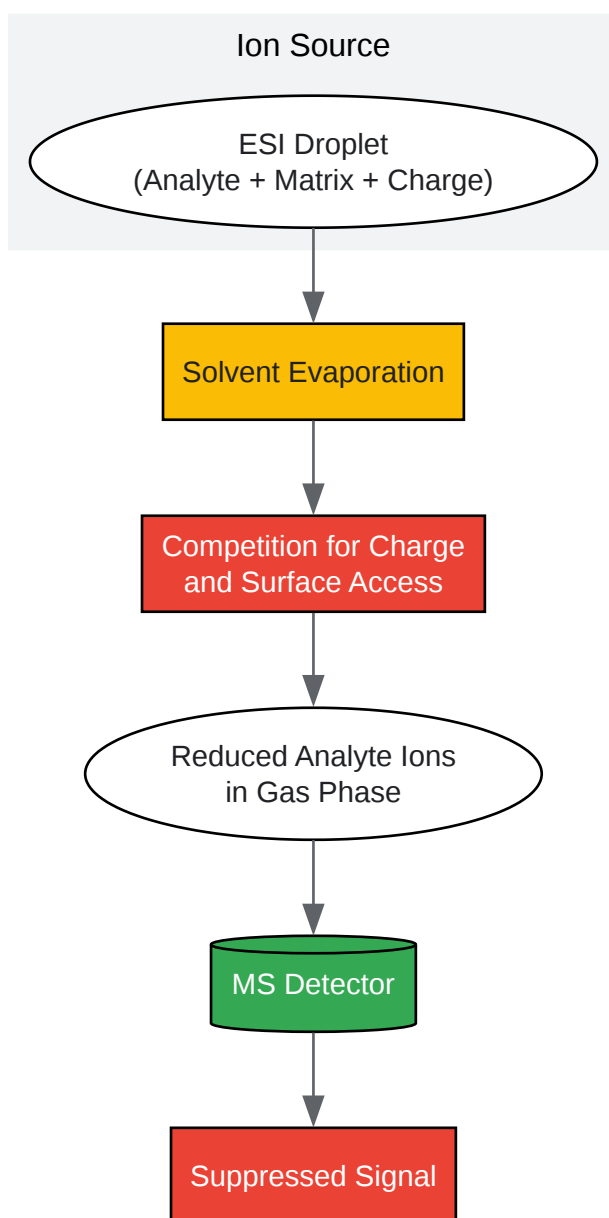 Ion Source
ESI Droplet
(Analyte + Matrix + Charge)
Solvent Evaporation
Competition for Charge
and Surface Access
Reduced Analyte Ions
in Gas Phase
MS Detector
Suppressed Signal